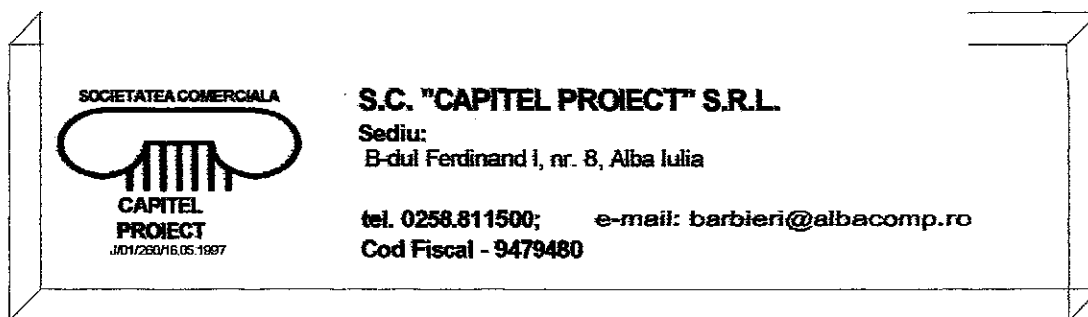 SOCIETATEA COMERCIALA
CAPITEL
PROIECT
J/01/260/16.05.1997
S.C. "CAPITEL PROIECT" S.R.L.
Sediu:
B-dul Ferdinand I, nr. 8, Alba Iulia
tel. 0258.811500; e-mail: barbieri@albacomp.ro
Cod Fiscal - 9479480